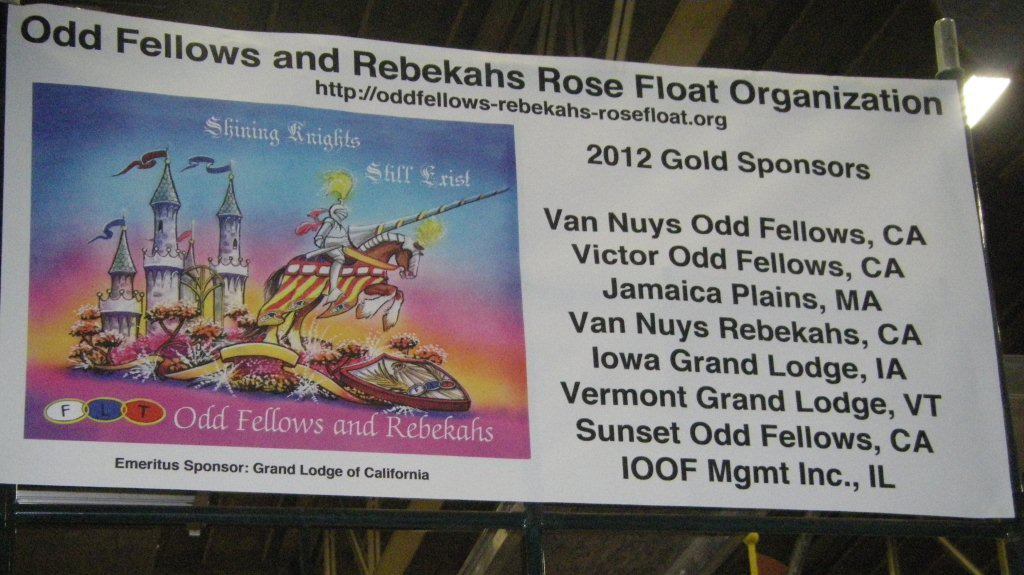 Odd Fellows and Rebekahs Rose Float Organization
http://oddfellows-rebekahs-rosefloat.org
Shining Knights
Still Exist
F L T
Odd Fellows and Rebekahs
Emeritus Sponsor: Grand Lodge of California
2012 Gold Sponsors
Van Nuys Odd Fellows, CA
Victor Odd Fellows, CA
Jamaica Plains, MA
Van Nuys Rebekahs, CA
Iowa Grand Lodge, IA
Vermont Grand Lodge, VT
Sunset Odd Fellows, CA
IOOF Mgmt Inc., IL